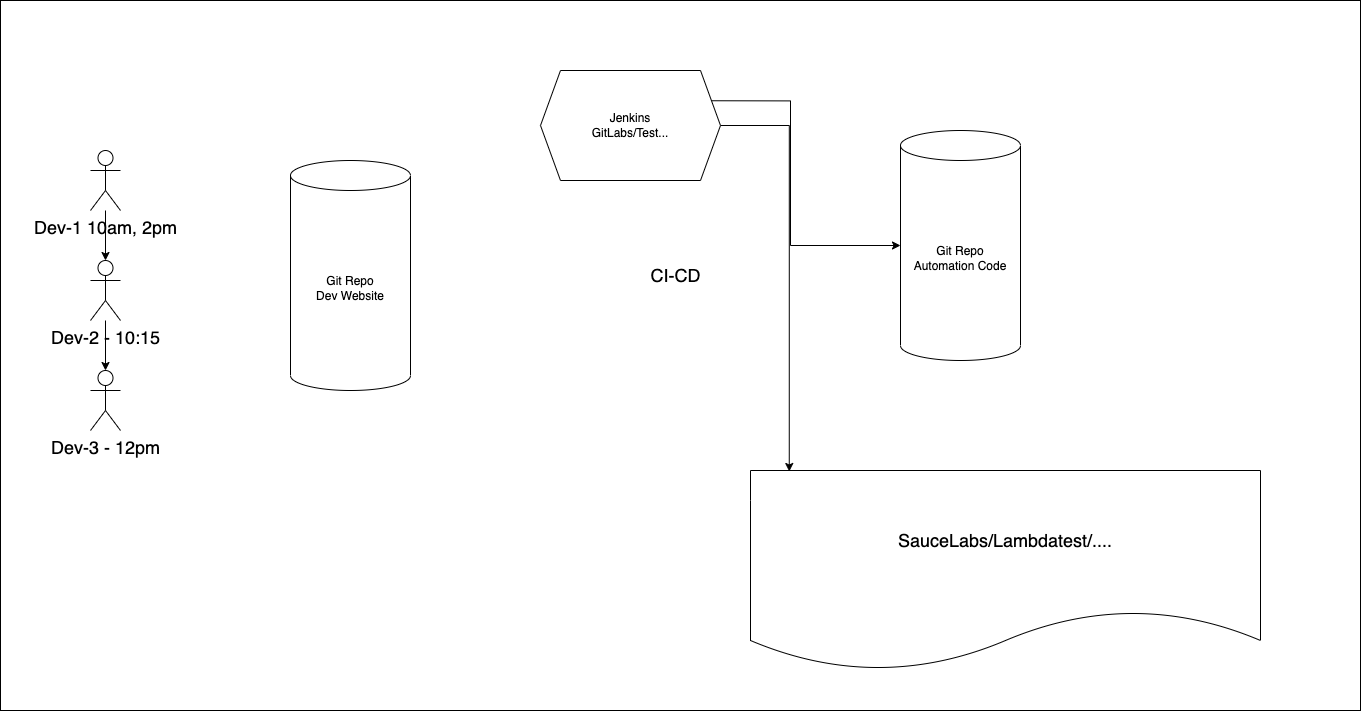 Jenkins
GitLabs/Test...
Dev-1 10am, 2pm
Git Repo
Dev Website
CI-CD
Git Repo
Automation Code
Dev-2 - 10:15
Dev-3 - 12pm
SauceLabs/Lambdatest/....